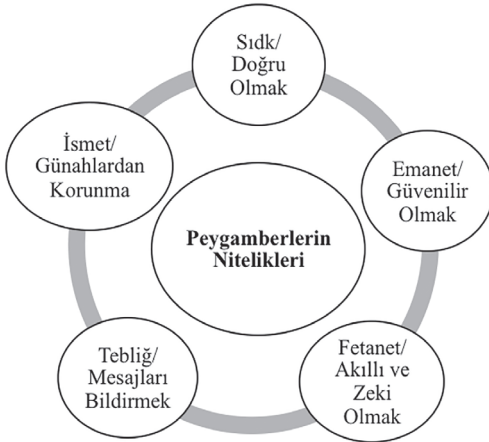 Sıdk/
Doğru
Olmak
Emanet/
Güvenilir
Olmak
Fetanet/
Akıllı ve
Zeki
Olmak
Tebliğ/
Mesajları
Bildirmek
İsmet/
Günahlardan
Korunma
Peygamberlerin
Nitelikleri